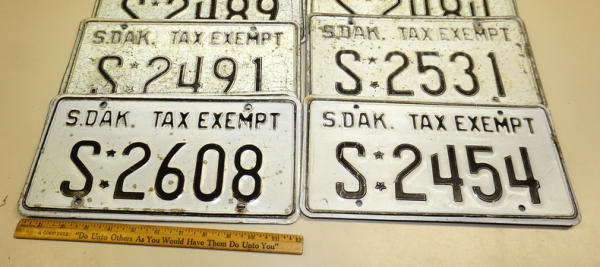 S 2489
S.DAK. TAX EXEMPT
S 2491
S.DAK. TAX EXEMPT
S 2531
S.DAK. TAX EXEMPT
S 2608
S.DAK. TAX EXEMPT
S 2454
"Do Unto Others As You Would Have Them Do Unto You"